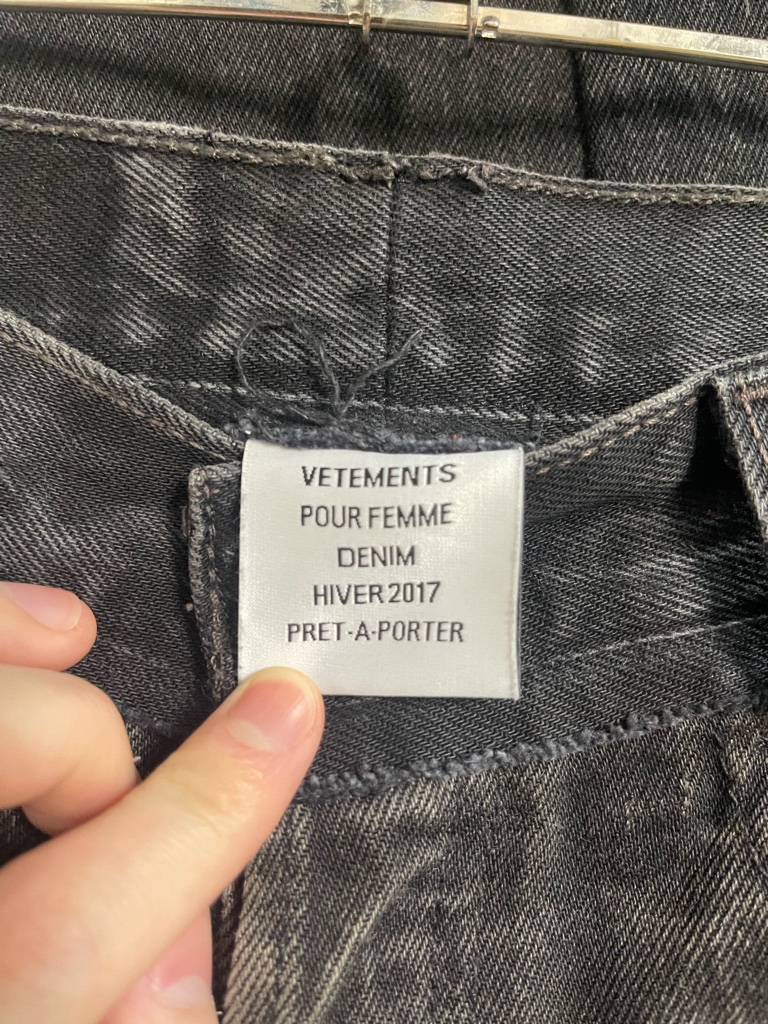 VETEMENTS
POUR FEMME
DENIM
HIVER 2017
PRET-A-PORTER